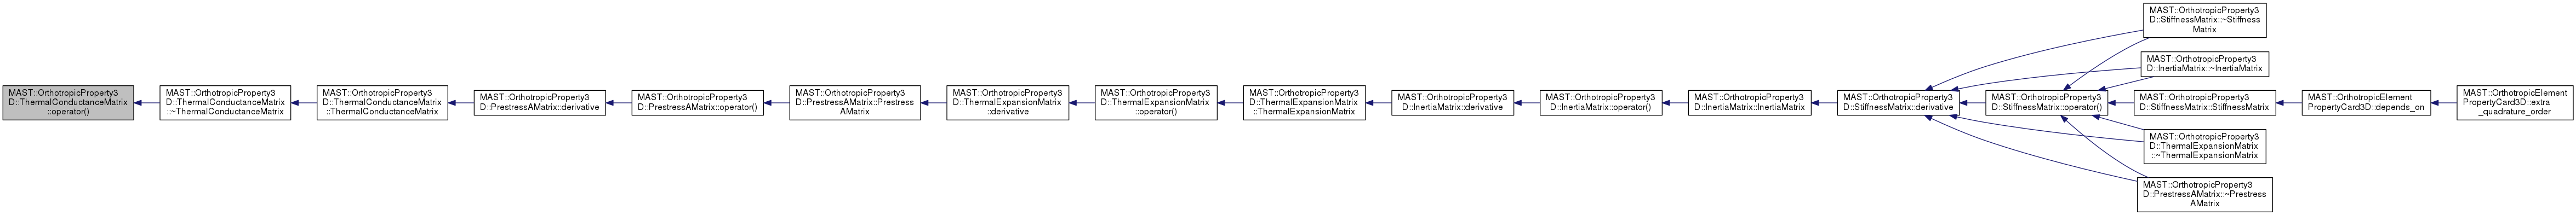 MAST::OrthotropicProperty3
D::ThermalConductanceMatrix
::operator()
MAST::OrthotropicProperty3
D::ThermalConductanceMatrix
::~ThermalConductanceMatrix
MAST::OrthotropicProperty3
D::ThermalConductanceMatrix
::ThermalConductanceMatrix
MAST::OrthotropicProperty3
D::PrestressAMatrix::derivative
MAST::OrthotropicProperty3
D::PrestressAMatrix::operator()
MAST::OrthotropicProperty3
D::PrestressAMatrix::Prestress
AMatrix
MAST::OrthotropicProperty3
D::ThermalExpansionMatrix
::derivative
MAST::OrthotropicProperty3
D::ThermalExpansionMatrix
::operator()
MAST::OrthotropicProperty3
D::ThermalExpansionMatrix
::ThermalExpansionMatrix
MAST::OrthotropicProperty3
D::InertiaMatrix::derivative
MAST::OrthotropicProperty3
D::InertiaMatrix::operator()
MAST::OrthotropicProperty3
D::InertiaMatrix::InertiaMatrix
MAST::OrthotropicProperty3
D::StiffnessMatrix::derivative
MAST::OrthotropicProperty3
D::StiffnessMatrix::operator()
MAST::OrthotropicProperty3
D::StiffnessMatrix::~Stiffness
Matrix
MAST::OrthotropicProperty3
D::InertiaMatrix::~InertiaMatrix
MAST::OrthotropicProperty3
D::StiffnessMatrix::StiffnessMatrix
MAST::OrthotropicProperty3
D::ThermalExpansionMatrix
::~ThermalExpansionMatrix
MAST::OrthotropicProperty3
D::PrestressAMatrix::~Prestress
AMatrix
MAST::OrthotropicElement
PropertyCard3D::depends_on
MAST::OrthotropicElement
PropertyCard3D::extra
_quadrature_order